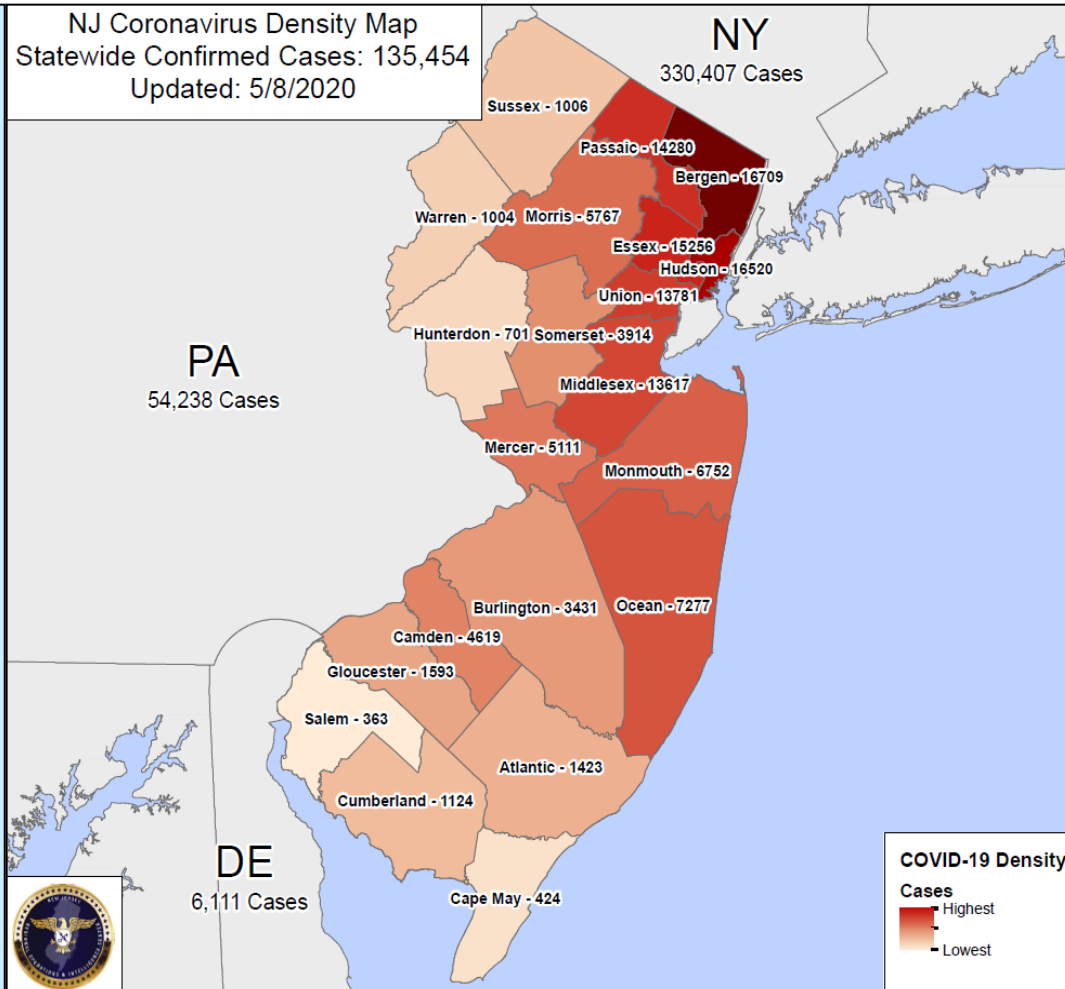 NJ Coronavirus Density Map
Statewide Confirmed Cases: 135,454
Updated: 5/8/2020
NY
330,407 Cases
Sussex - 1006
Passaic - 14280
Bergen - 16709
Warren - 1004
Morris - 5767
Essex - 15256
Hudson - 16520
Union - 13781
Hunterdon - 701
Somerset - 3914
PA
54,238 Cases
Middlesex - 13617
Mercer - 5111
Monmouth - 6752
Burlington - 3431
Ocean - 7277
Camden - 4619
Gloucester - 1593
Salem - 363
Atlantic - 1423
Cumberland - 1124
DE
6,111 Cases
Cape May - 424
COVID-19 Density
Cases
Highest
Lowest
NEW JERSEY